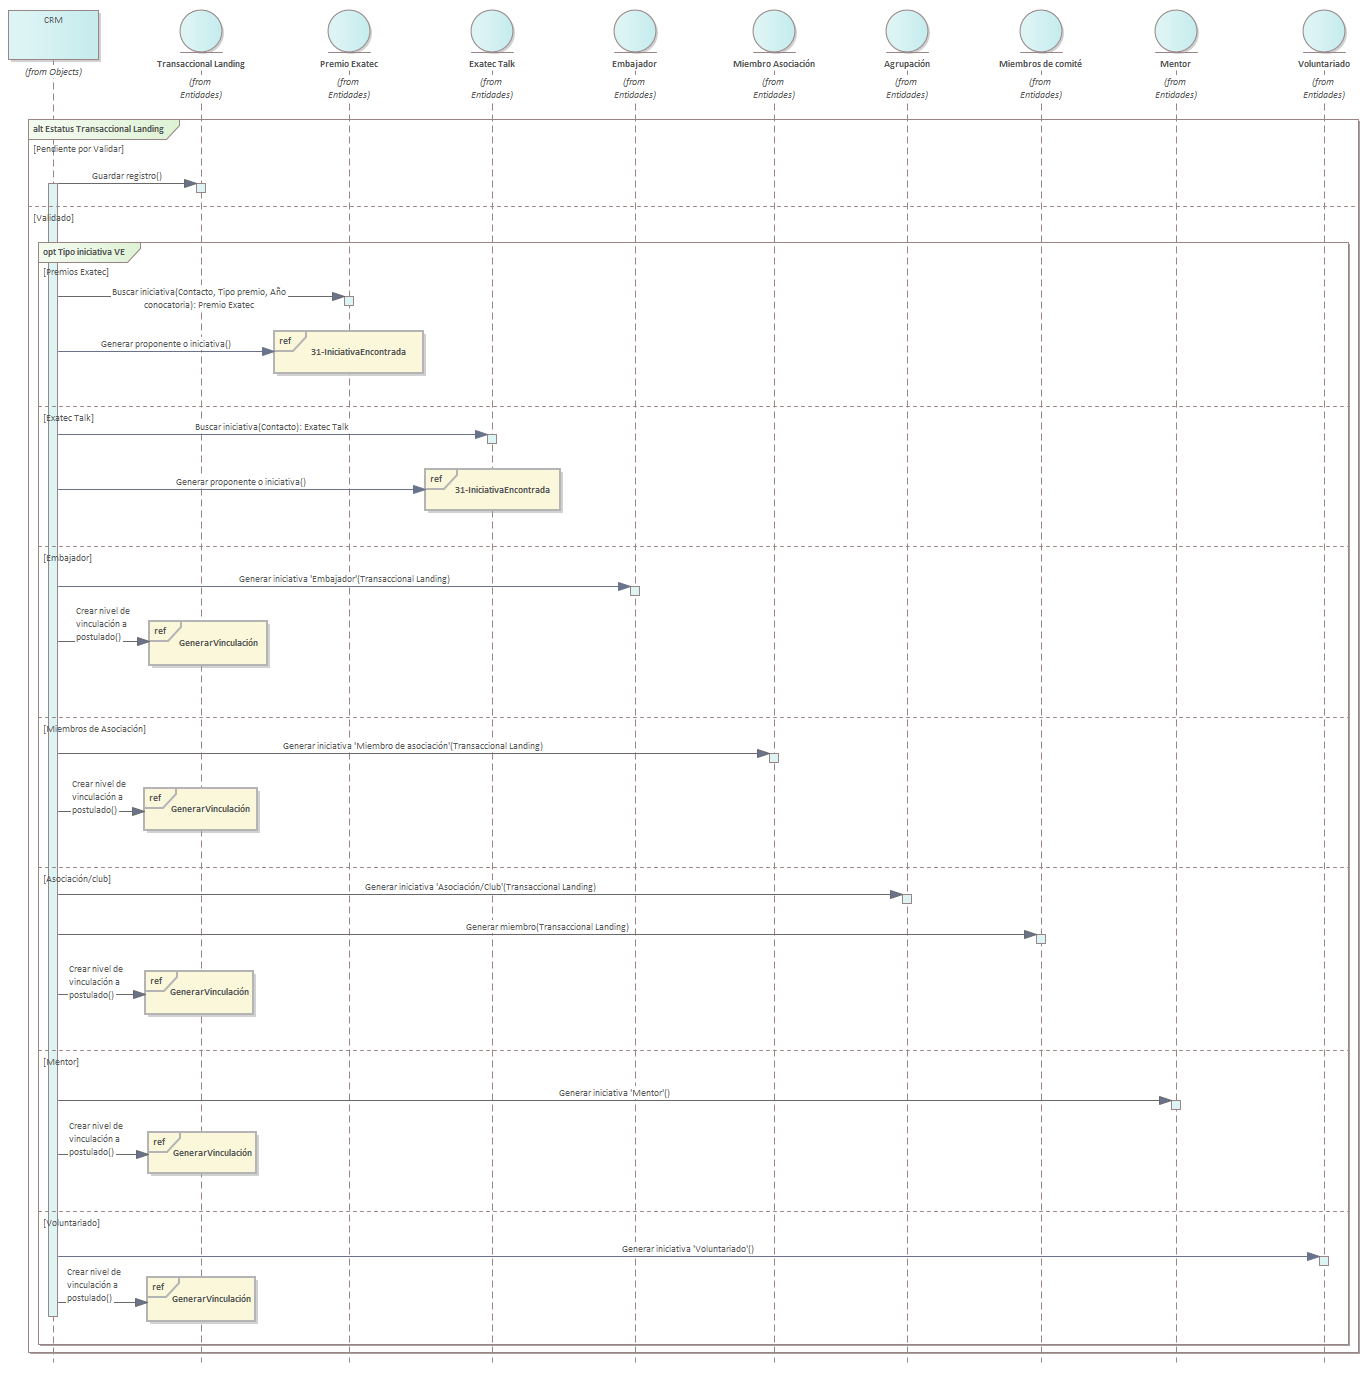 CRM
(from Objects)
Transaccional Landing
(from
Entidades)
Premio Exatec
(from
Entidades)
Exatec Talk
(from
Entidades)
Embajador
(from
Entidades)
Miembro Asociación
(from
Entidades)
Agrupación
(from
Entidades)
Miembros de comité
(from
Entidades)
Mentor
(from
Entidades)
Voluntariado
(from
Entidades)
alt Estatus Transaccional Landing
[Pendiente por Validar]
Guardar registro()
[Validado]
opt Tipo iniciativa VE
[Premios Exatec]
Buscar iniciativa(Contacto, Tipo premio, Año
conocatoria): Premio Exatec
Generar proponente o iniciativa()
ref
31-IniciativaEncontrada
[Exatec Talk]
Buscar iniciativa(Contacto): Exatec Talk
Generar proponente o iniciativa()
ref
31-IniciativaEncontrada
[Embajador]
Generar iniciativa 'Embajador'(Transaccional Landing)
Crear nivel de
vinculación a
postulado()
ref
GenerarVinculación
[Miembros de Asociación]
Generar iniciativa 'Miembro de asociación'(Transaccional Landing)
Crear nivel de
vinculación a
postulado()
ref
GenerarVinculación
[Asociación/club]
Generar iniciativa 'Asociación/Club'(Transaccional Landing)
Generar miembro(Transaccional Landing)
Crear nivel de
vinculación a
postulado()
ref
GenerarVinculación
[Mentor]
Generar iniciativa 'Mentor'()
Crear nivel de
vinculación a
postulado()
ref
GenerarVinculación
[Voluntariado]
Generar iniciativa 'Voluntariado'()
Crear nivel de
vinculación a
postulado()
ref
GenerarVinculación